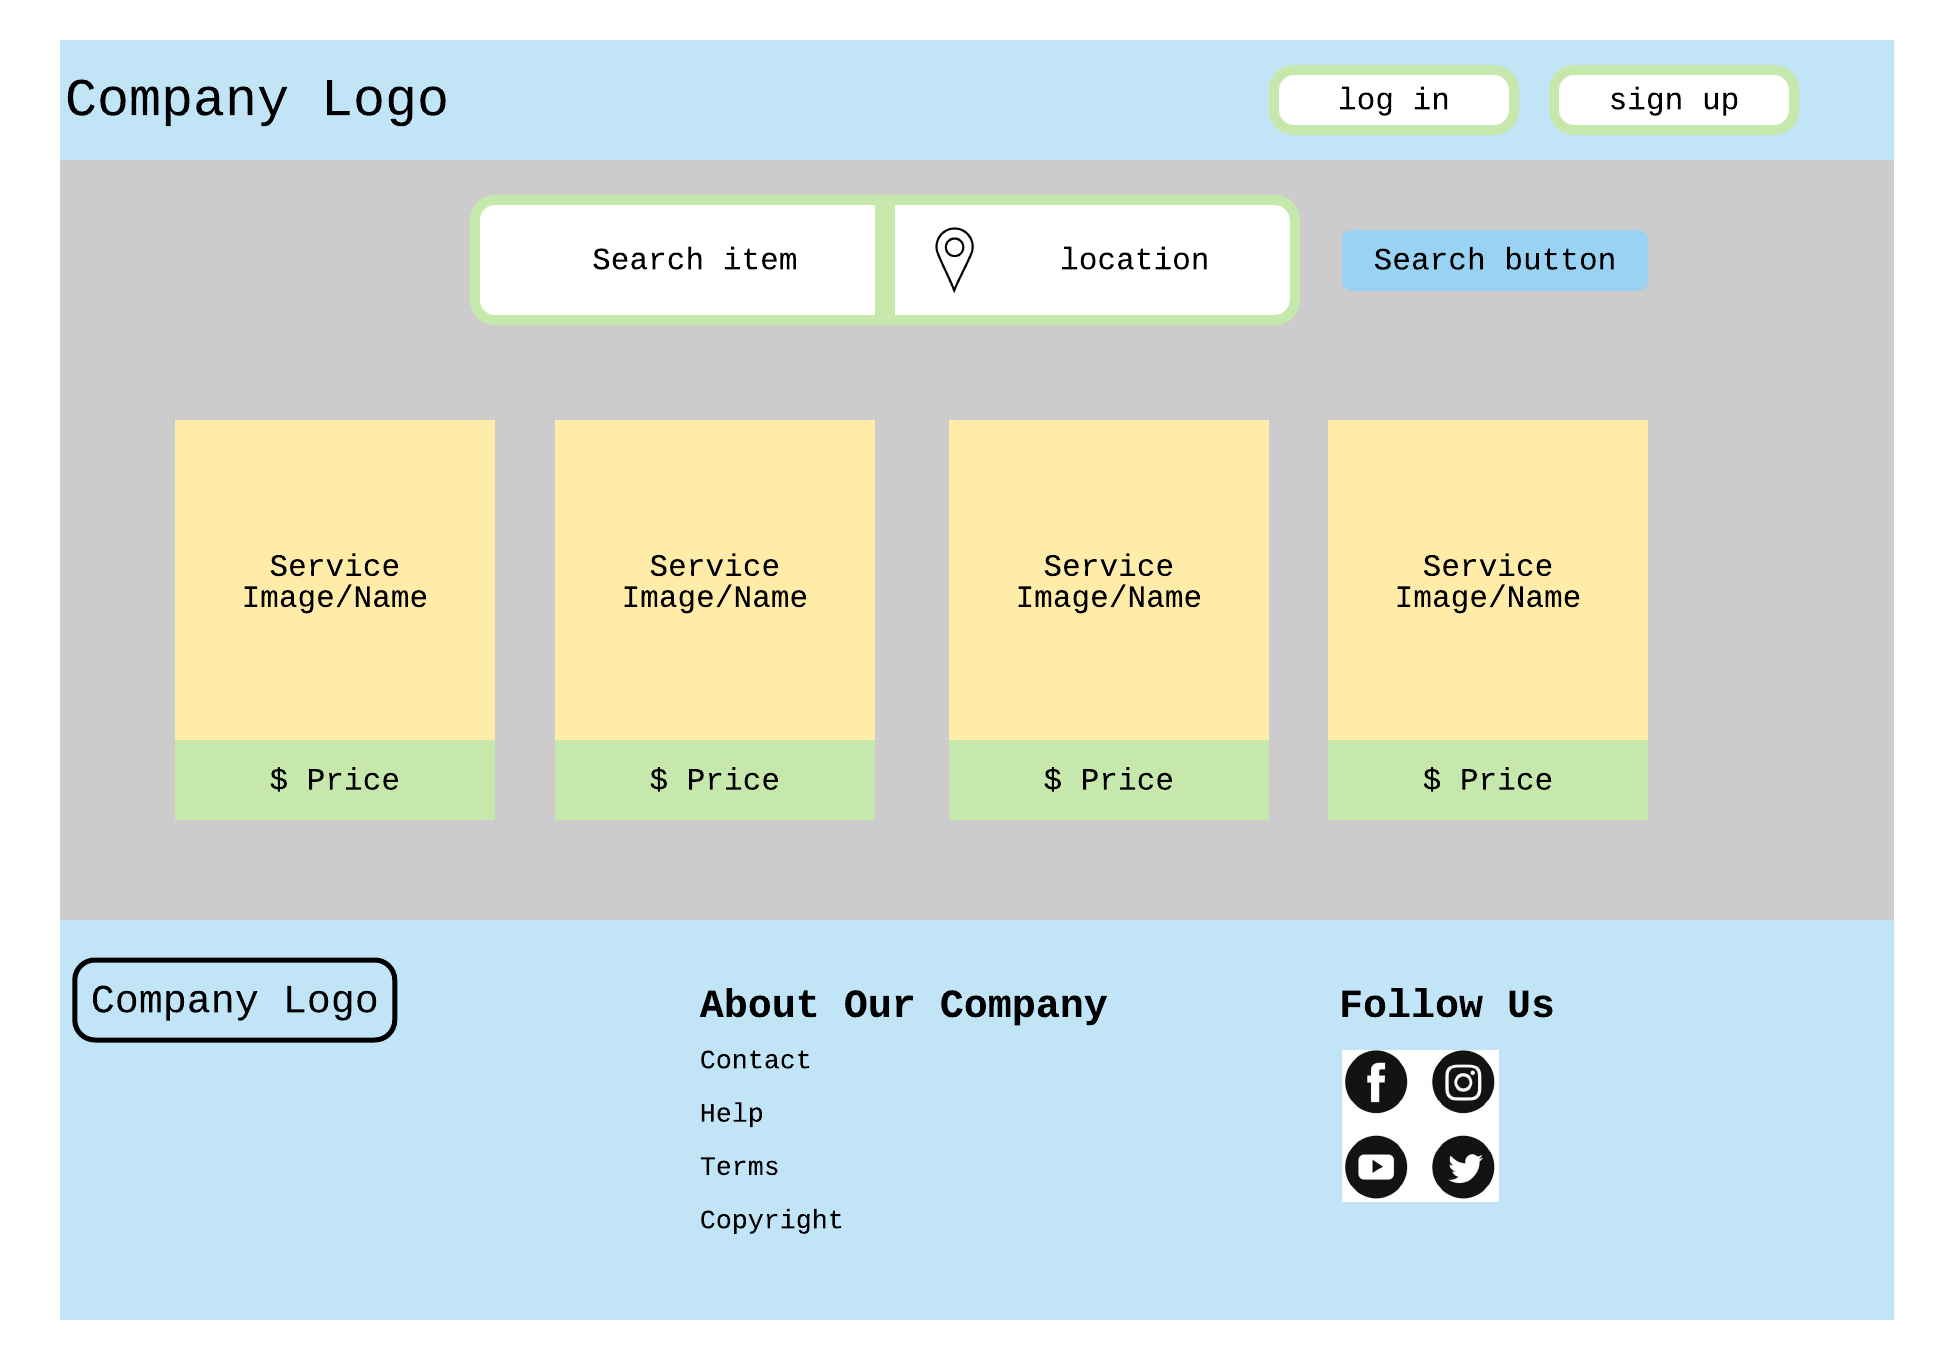 Company Logo
log in
sign up
Search item
location
Search button
Service
Image/Name
Service
Image/Name
Service
Image/Name
Service
Image/Name
$ Price
$ Price
$ Price
$ Price
Company Logo
About Our Company
Contact
Help
Terms
Copyright
Follow Us